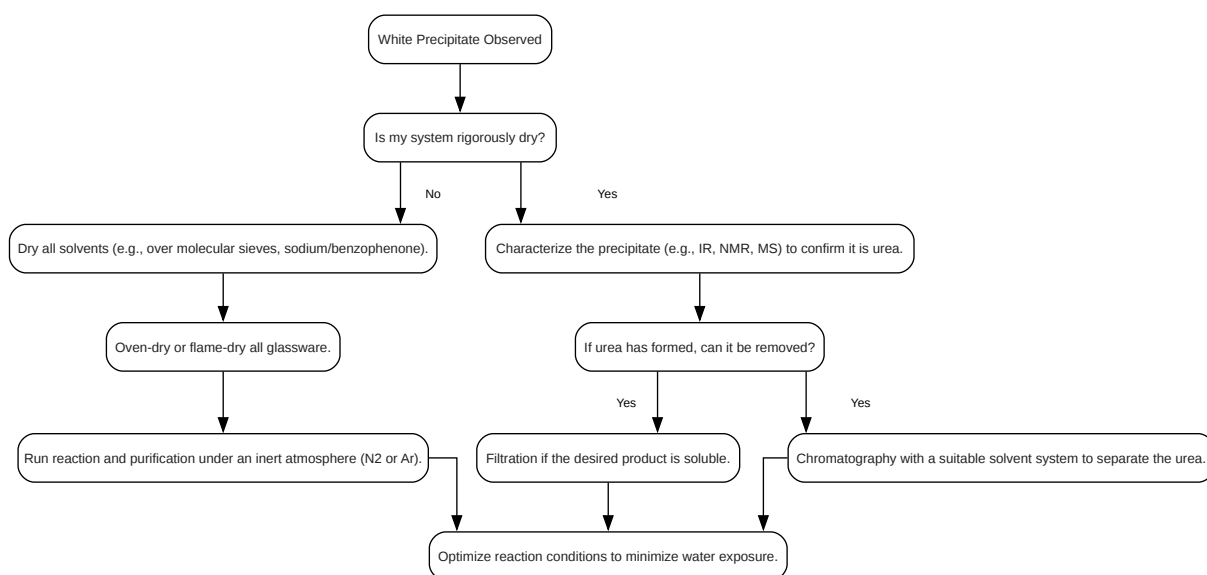 White Precipitate Observed
Is my system rigorously dry?
No
Yes
Dry all solvents (e.g., over molecular sieves, sodium/benzophenone).
Characterize the precipitate (e.g., IR, NMR, MS) to confirm it is urea.
Oven-dry or flame-dry all glassware.
If urea has formed, can it be removed?
Yes
Yes
Run reaction and purification under an inert atmosphere (N2 or Ar).
Filtration if the desired product is soluble.
Chromatography with a suitable solvent system to separate the urea.
Optimize reaction conditions to minimize water exposure.